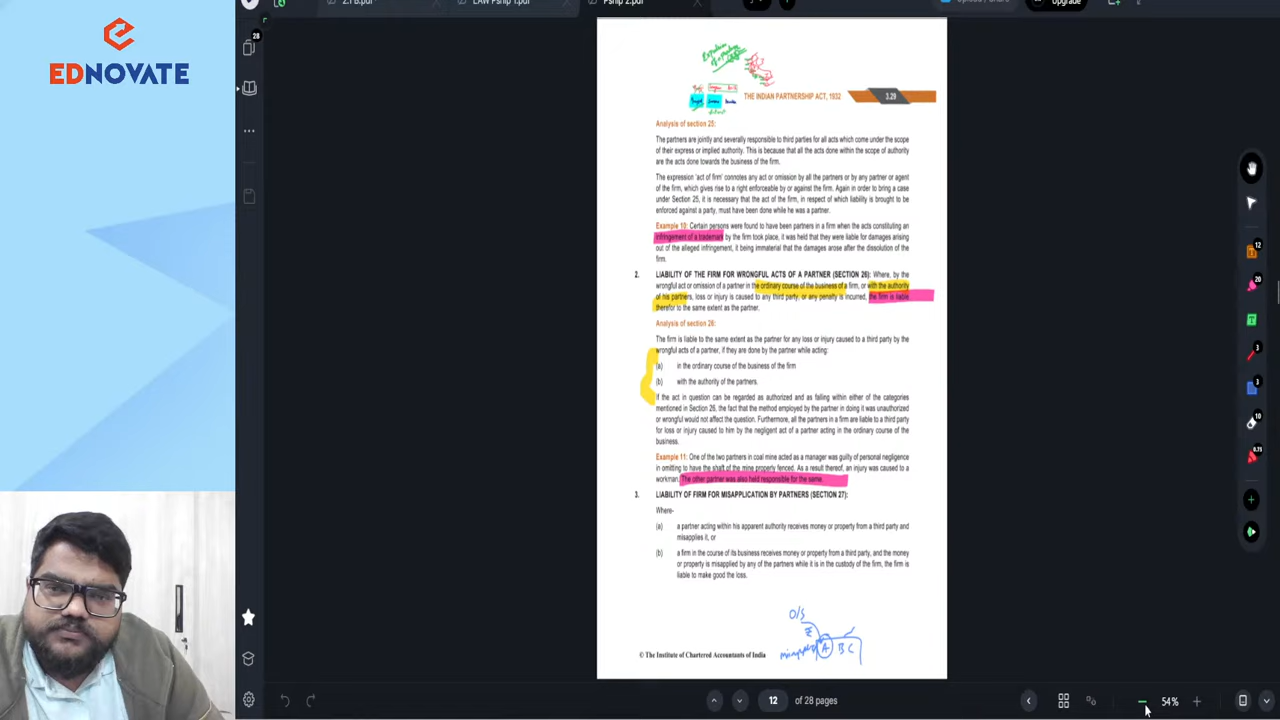 2.FB.pdf
LAW Pship 1.pdf
Pship 2.pdf
Upgrade
28
EDNOVATE
Expulsion
of a partner
THE INDIAN PARTNERSHIP ACT, 1932
3.29
Analysis of section 25:
The partners are jointly and severally responsible to third parties for all acts which come under the scope
of their express or implied authority. This is because that all the acts done within the scope of authority
are the acts done towards the business of the firm.
The expression 'act of firm' connotes any act or omission by all the partners or by any partner or agent
of the firm, which gives rise to a right enforceable by or against the firm. Again in order to bring a case
under Section 25, it is necessary that the act of the firm, in respect of which liability is brought to be
enforced against a party, must have been done while he was a partner.
Example 10: Certain persons were found to have been partners in a firm when the acts constituting an
infringement of a trademark by the firm took place, it was held that they were liable for damages arising
out of the alleged infringement, it being immaterial that the damages arose after the dissolution of the
firm.
2. LIABILITY OF THE FIRM FOR WRONGFUL ACTS OF A PARTNER (SECTION 26): Where, by the
wrongful act or omission of a partner in the ordinary course of the business of a firm, or with the authority
of his partners, loss or injury is caused to any third party, or any penalty is incurred, the firm is liable
therefor to the same extent as the partner.
Analysis of section 26:
The firm is liable to the same extent as the partner for any loss or injury caused to a third party by the
wrongful acts of a partner, if they are done by the partner while acting:
(a) in the ordinary course of the business of the firm
(b) with the authority of the partners.
If the act in question can be regarded as authorized and as falling within either of the categories
mentioned in Section 26, the fact that the method employed by the partner in doing it was unauthorized
or wrongful would not affect the question. Furthermore, all the partners in a firm are liable to a third party
for loss or injury caused to him by the negligent act of a partner acting in the ordinary course of the
business.
Example 11: One of the two partners in coal mine acted as a manager was guilty of personal negligence
in omitting to have the shaft of the mine properly fenced. As a result thereof, an injury was caused to a
workman. The other partner was also held responsible for the same.
3. LIABILITY OF FIRM FOR MISAPPLICATION BY PARTNERS (SECTION 27):
Where-
(a) a partner acting within his apparent authority receives money or property from a third party and
misapplies it, or
(b) a firm in the course of its business receives money or property from a third party, and the money
or property is misapplied by any of the partners while it is in the custody of the firm, the firm is
liable to make good the loss.
O/S
₹
A B C
© The Institute of Chartered Accountants of India
12 of 28 pages
54%
12
20
3
3
10
0.75